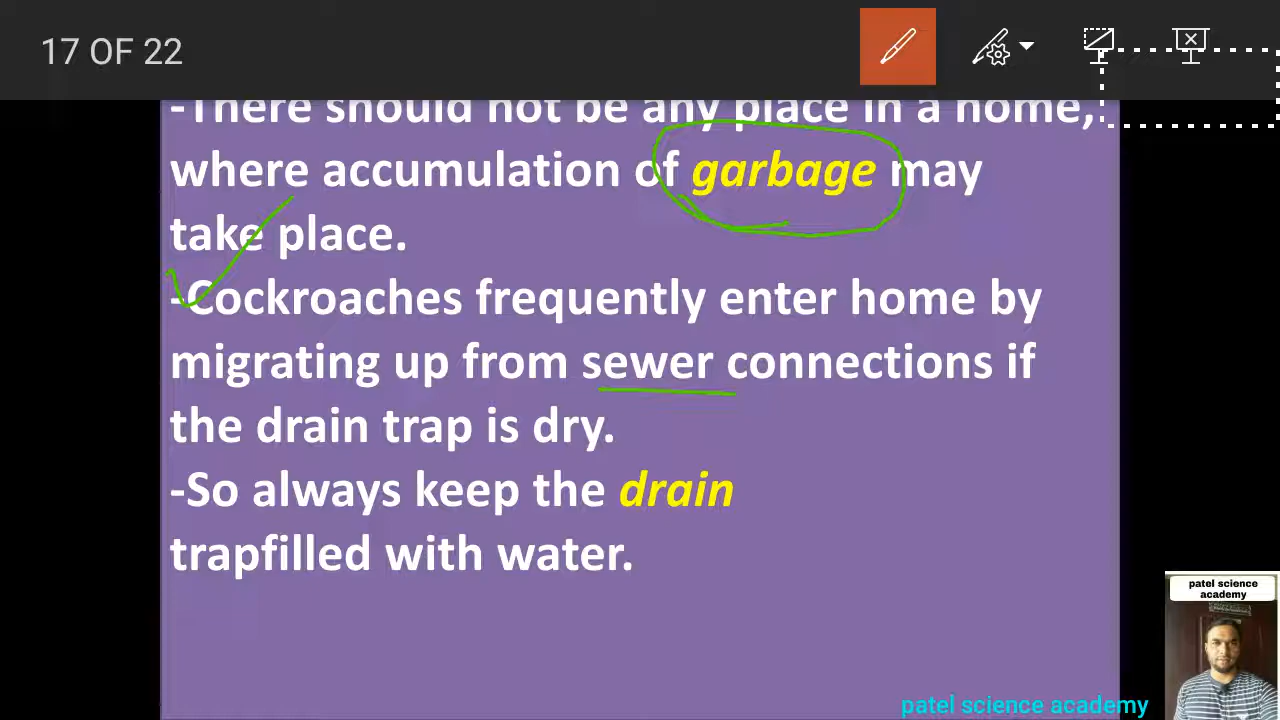 17 OF 22
-There should not be any place in a home,
where accumulation of garbage may
take place.
-Cockroaches frequently enter home by
migrating up from sewer connections if
the drain trap is dry.
-So always keep the drain
trapfilled with water.
patel science
academy
patel science academy